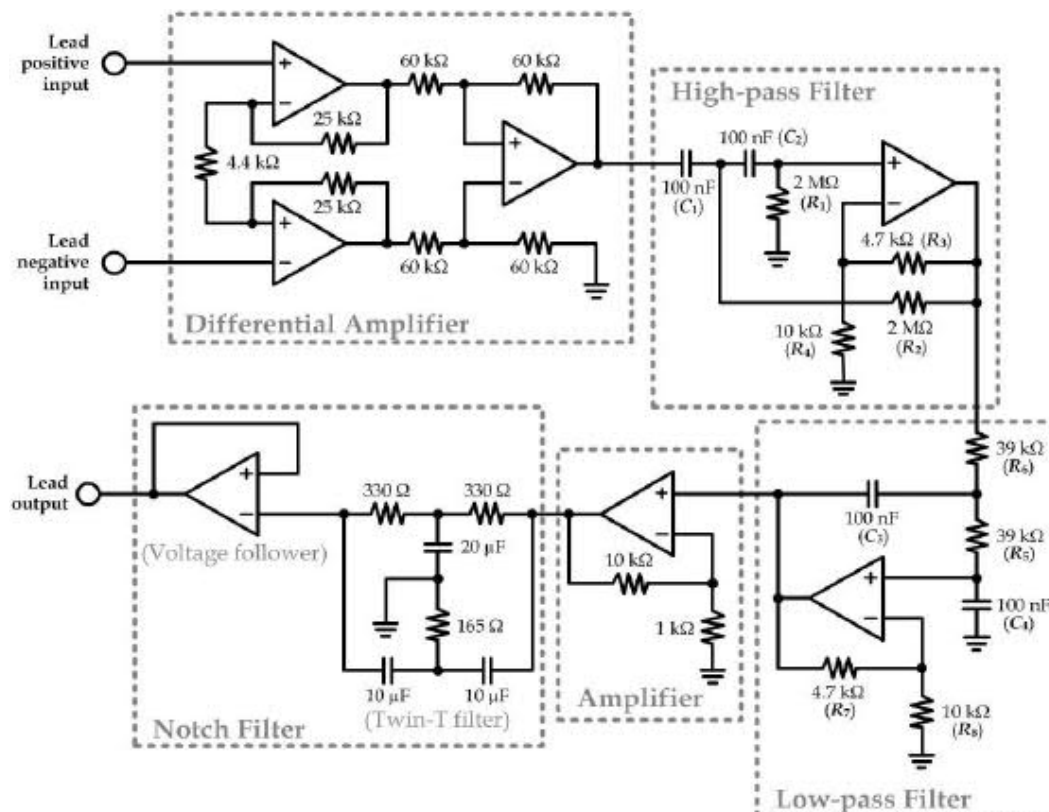 Lead
positive
input
+
−
60 kΩ
60 kΩ
25 kΩ
4.4 kΩ
25 kΩ
+
−
+
−
60 kΩ
60 kΩ
Lead
negative
input
Differential Amplifier
High-pass Filter
100 nF (C₂)
100 nF
(C₁)
2 MΩ
(R₁)
+
−
4.7 kΩ (R₃)
2 MΩ
(R₂)
10 kΩ
(R₄)
39 kΩ
(R₆)
100 nF
(C₃)
39 kΩ
(R₅)
+
−
100 nF
(C₄)
4.7 kΩ
(R₇)
10 kΩ
(R₈)
Low-pass Filter
+
−
10 kΩ
1 kΩ
Amplifier
Lead
output
+
−
(Voltage follower)
330 Ω
330 Ω
20 µF
165 Ω
10 µF
10 µF
(Twin-T filter)
Notch Filter